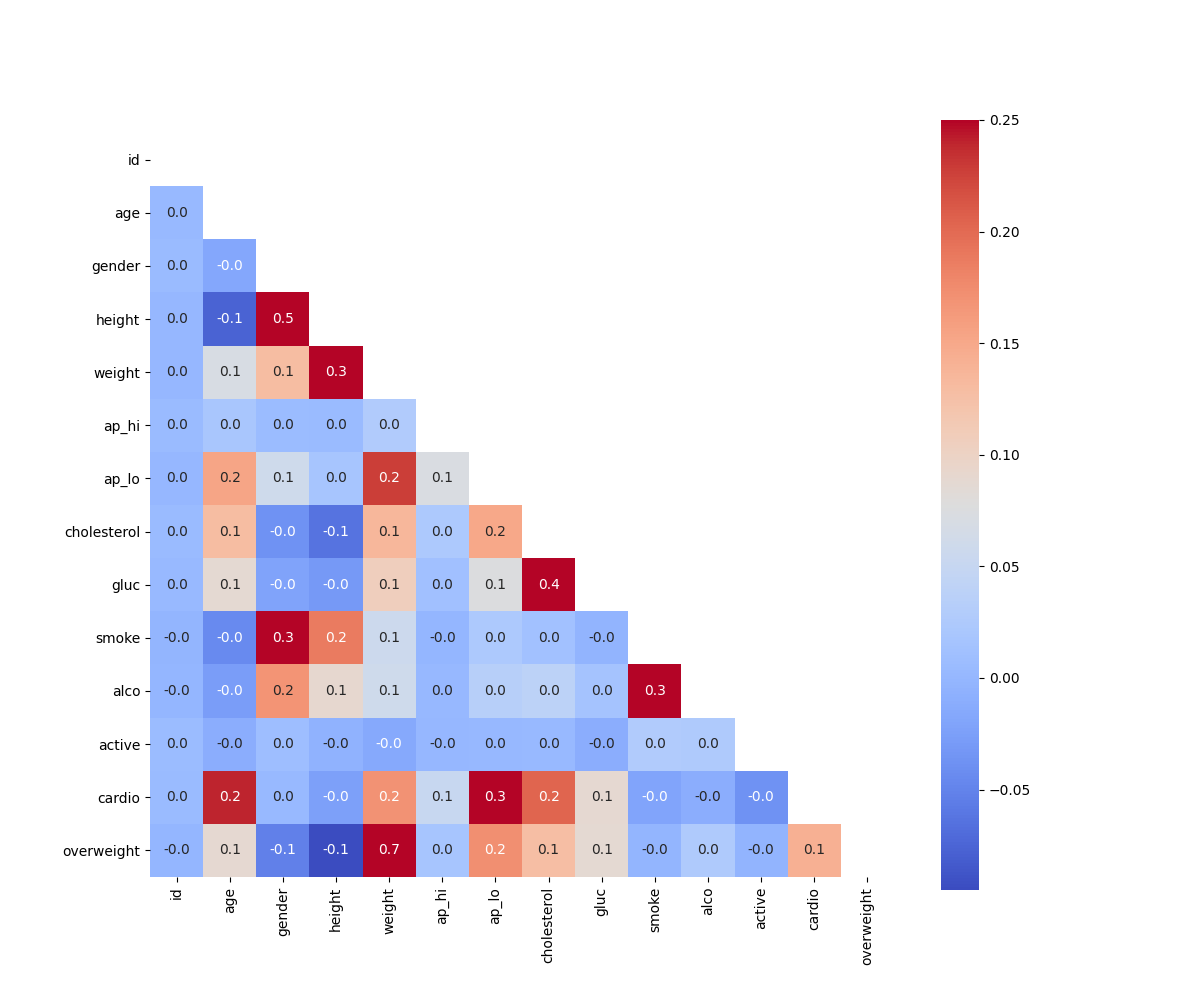 0.25
id
age 0.0
0.20
gender 0.0 -0.0
height 0.0 -0.1 0.5
0.15
weight 0.0 0.1 0.1 0.3
ap_hi 0.0 0.0 0.0 0.0 0.0
0.10
ap_lo 0.0 0.2 0.1 0.0 0.2 0.1
cholesterol 0.0 0.1 -0.0 -0.1 0.1 0.0 0.2
0.05
gluc 0.0 0.1 -0.0 -0.0 0.1 0.0 0.1 0.4
smoke -0.0 -0.0 0.3 0.2 0.1 -0.0 0.0 0.0 -0.0
0.00
alco -0.0 -0.0 0.2 0.1 0.1 0.0 0.0 0.0 0.0 0.3
active 0.0 -0.0 0.0 -0.0 -0.0 -0.0 0.0 0.0 -0.0 0.0 0.0
−0.05
cardio 0.0 0.2 0.0 -0.0 0.2 0.1 0.3 0.2 0.1 -0.0 -0.0 -0.0
overweight -0.0 0.1 -0.1 -0.1 0.7 0.0 0.2 0.1 0.1 -0.0 0.0 -0.0 0.1
id age gender height weight ap_hi ap_lo cholesterol gluc smoke alco active cardio overweight